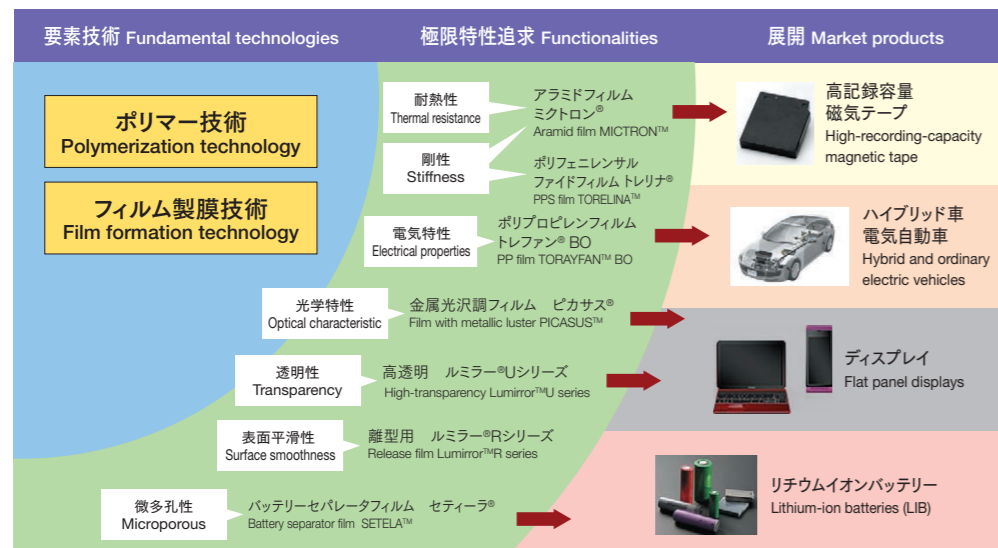 要素技術 Fundamental technologies
極限特性追求 Functionalities
展開 Market products
ポリマー技術
Polymerization technology
フィルム製膜技術
Film formation technology
耐熱性
Thermal resistance
剛性
Stiffness
アラミドフィルム
ミクトロン®
Aramid film MICTRON™
ポリフェニレンサル
ファイドフィルム トレリナ®
PPS film TORELINA™
高記録容量
磁気テープ
High-recording-capacity
magnetic tape
電気特性
Electrical properties
ポリプロピレンフィルム
トレファン® BO
PP film TORAYFAN™ BO
ハイブリッド車
電気自動車
Hybrid and ordinary
electric vehicles
光学特性
Optical characteristic
金属光沢調フィルム ピカサス®
Film with metallic luster PICASUS™
透明性
Transparency
高透明 ルミラー®Uシリーズ
High-transparency Lumirror™U series
ディスプレイ
Flat panel displays
表面平滑性
Surface smoothness
離型用 ルミラー®Rシリーズ
Release film Lumirror™R series
微多孔性
Microporous
バッテリーセパレータフィルム セティーラ®
Battery separator film SETELA™
リチウムイオンバッテリー
Lithium-ion batteries (LIB)